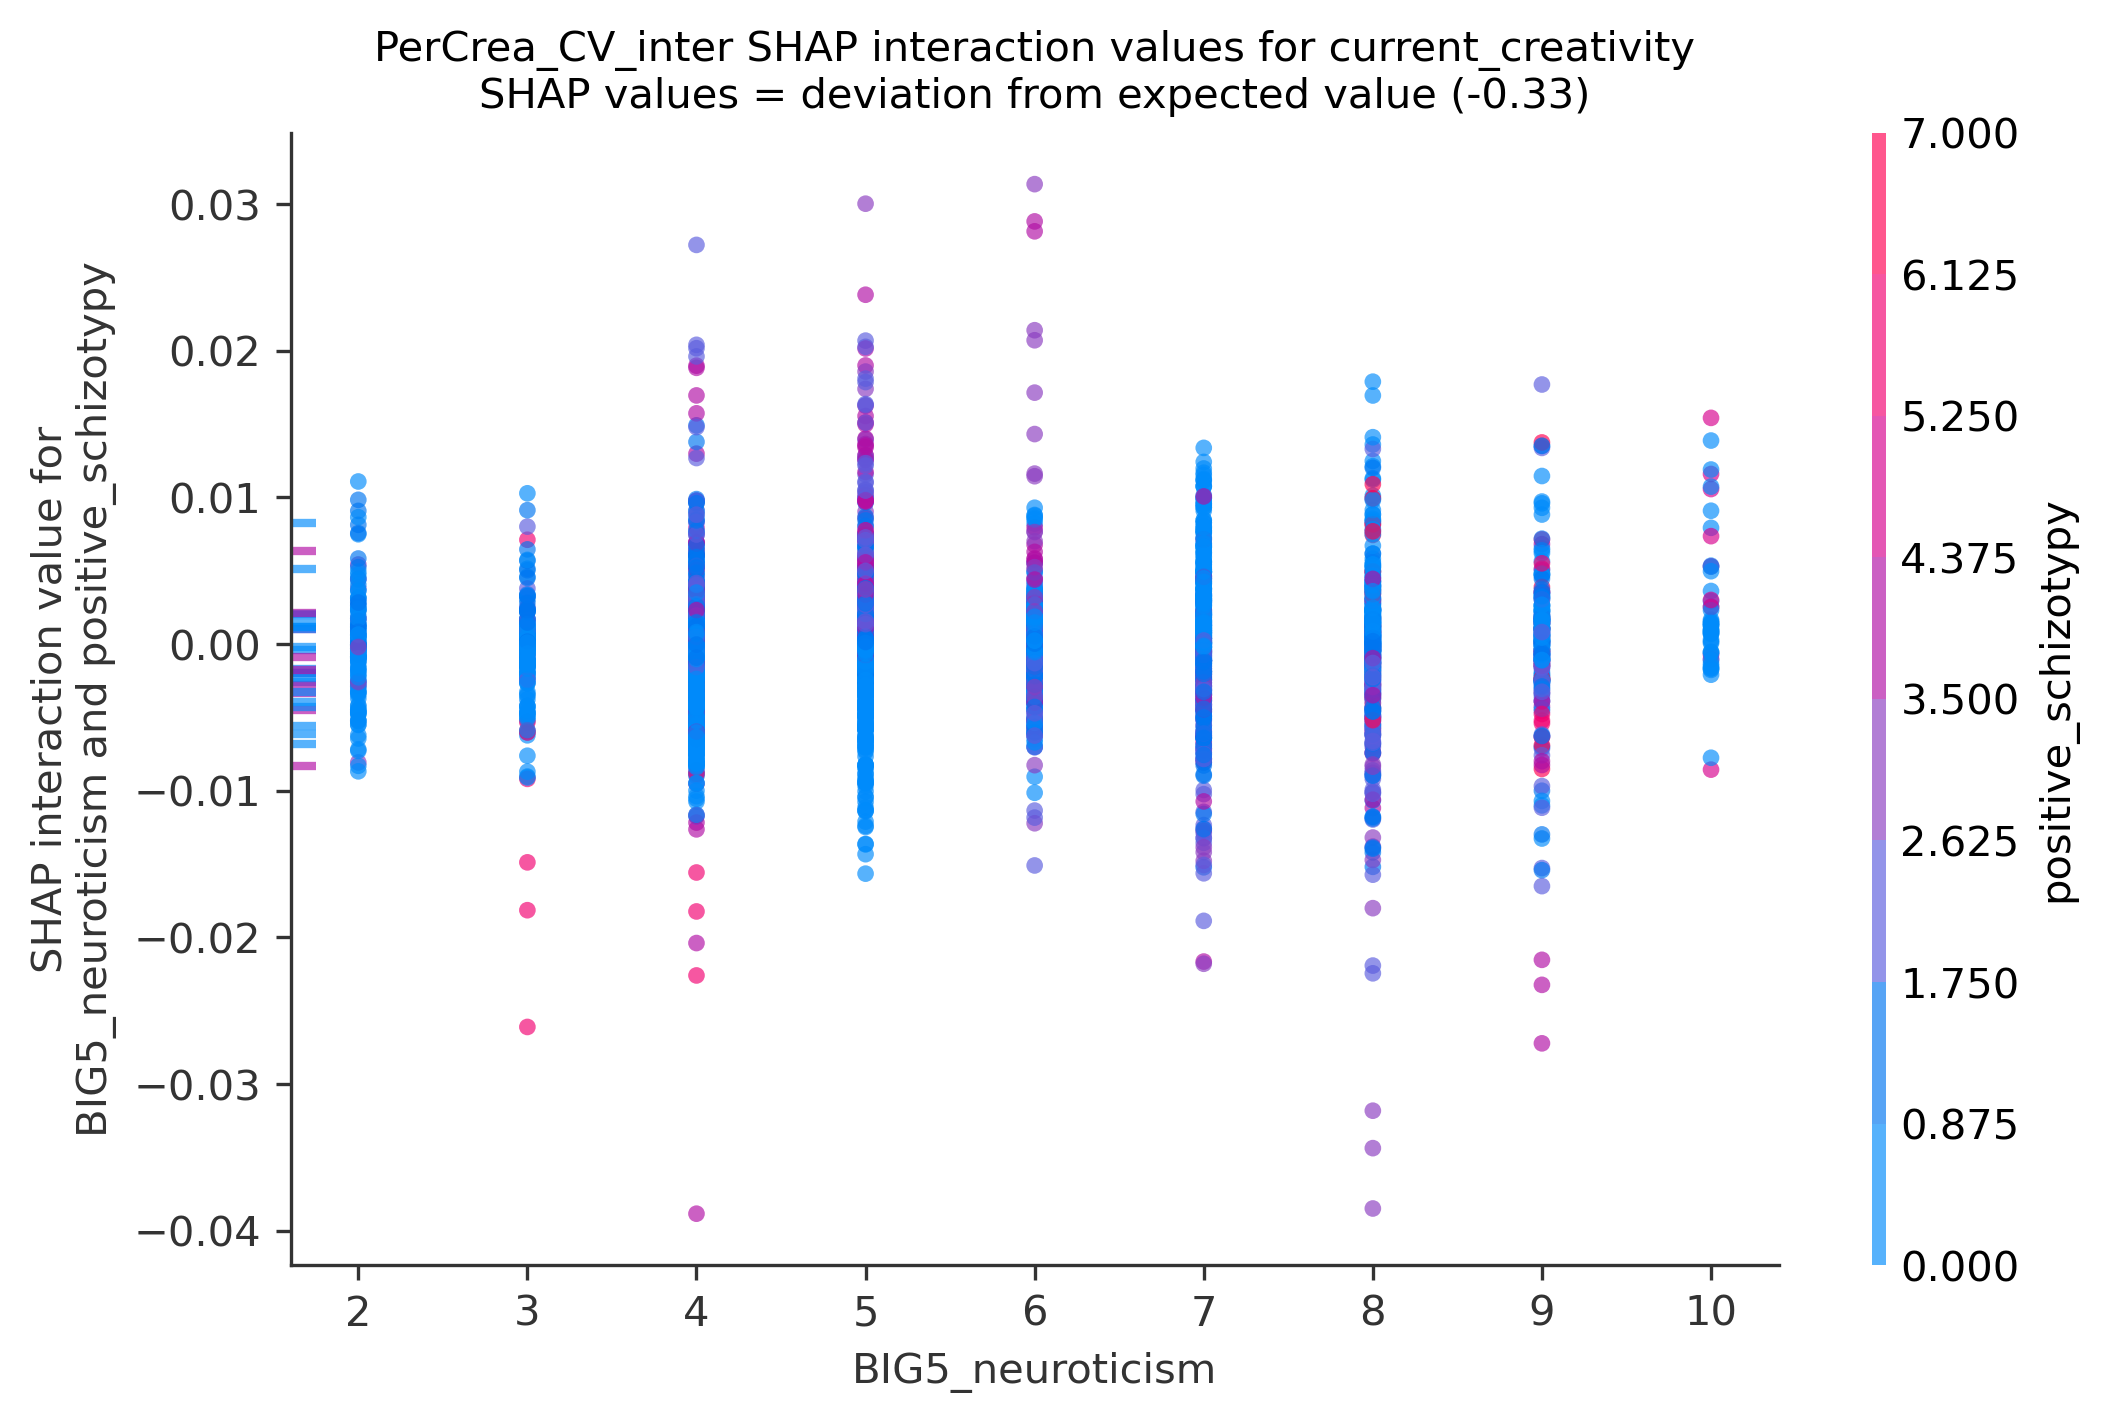 PerCrea_CV_inter SHAP interaction values for current_creativity
SHAP values = deviation from expected value (-0.33)
SHAP interaction value for
BIG5_neuroticism and positive_schizotypy
0.03
0.02
0.01
0.00
−0.01
−0.02
−0.03
−0.04
2 3 4 5 6 7 8 9 10
BIG5_neuroticism
7.000
6.125
5.250
4.375
3.500
2.625
1.750
0.875
0.000
positive_schizotypy